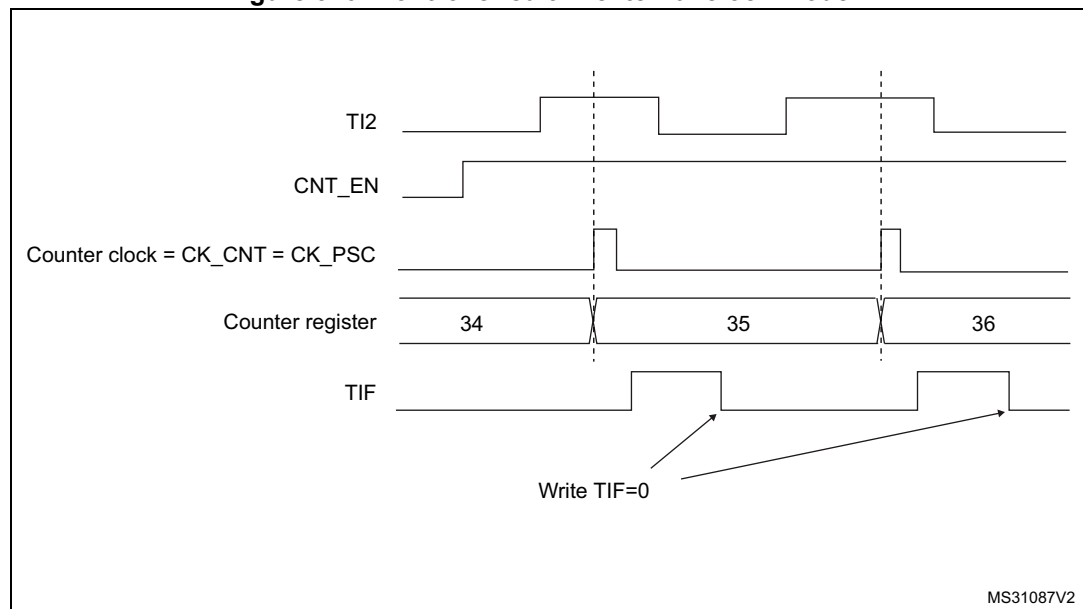 TI2
CNT_EN
Counter clock = CK_CNT = CK_PSC
Counter register
34
35
36
TIF
Write TIF=0
MS31087V2